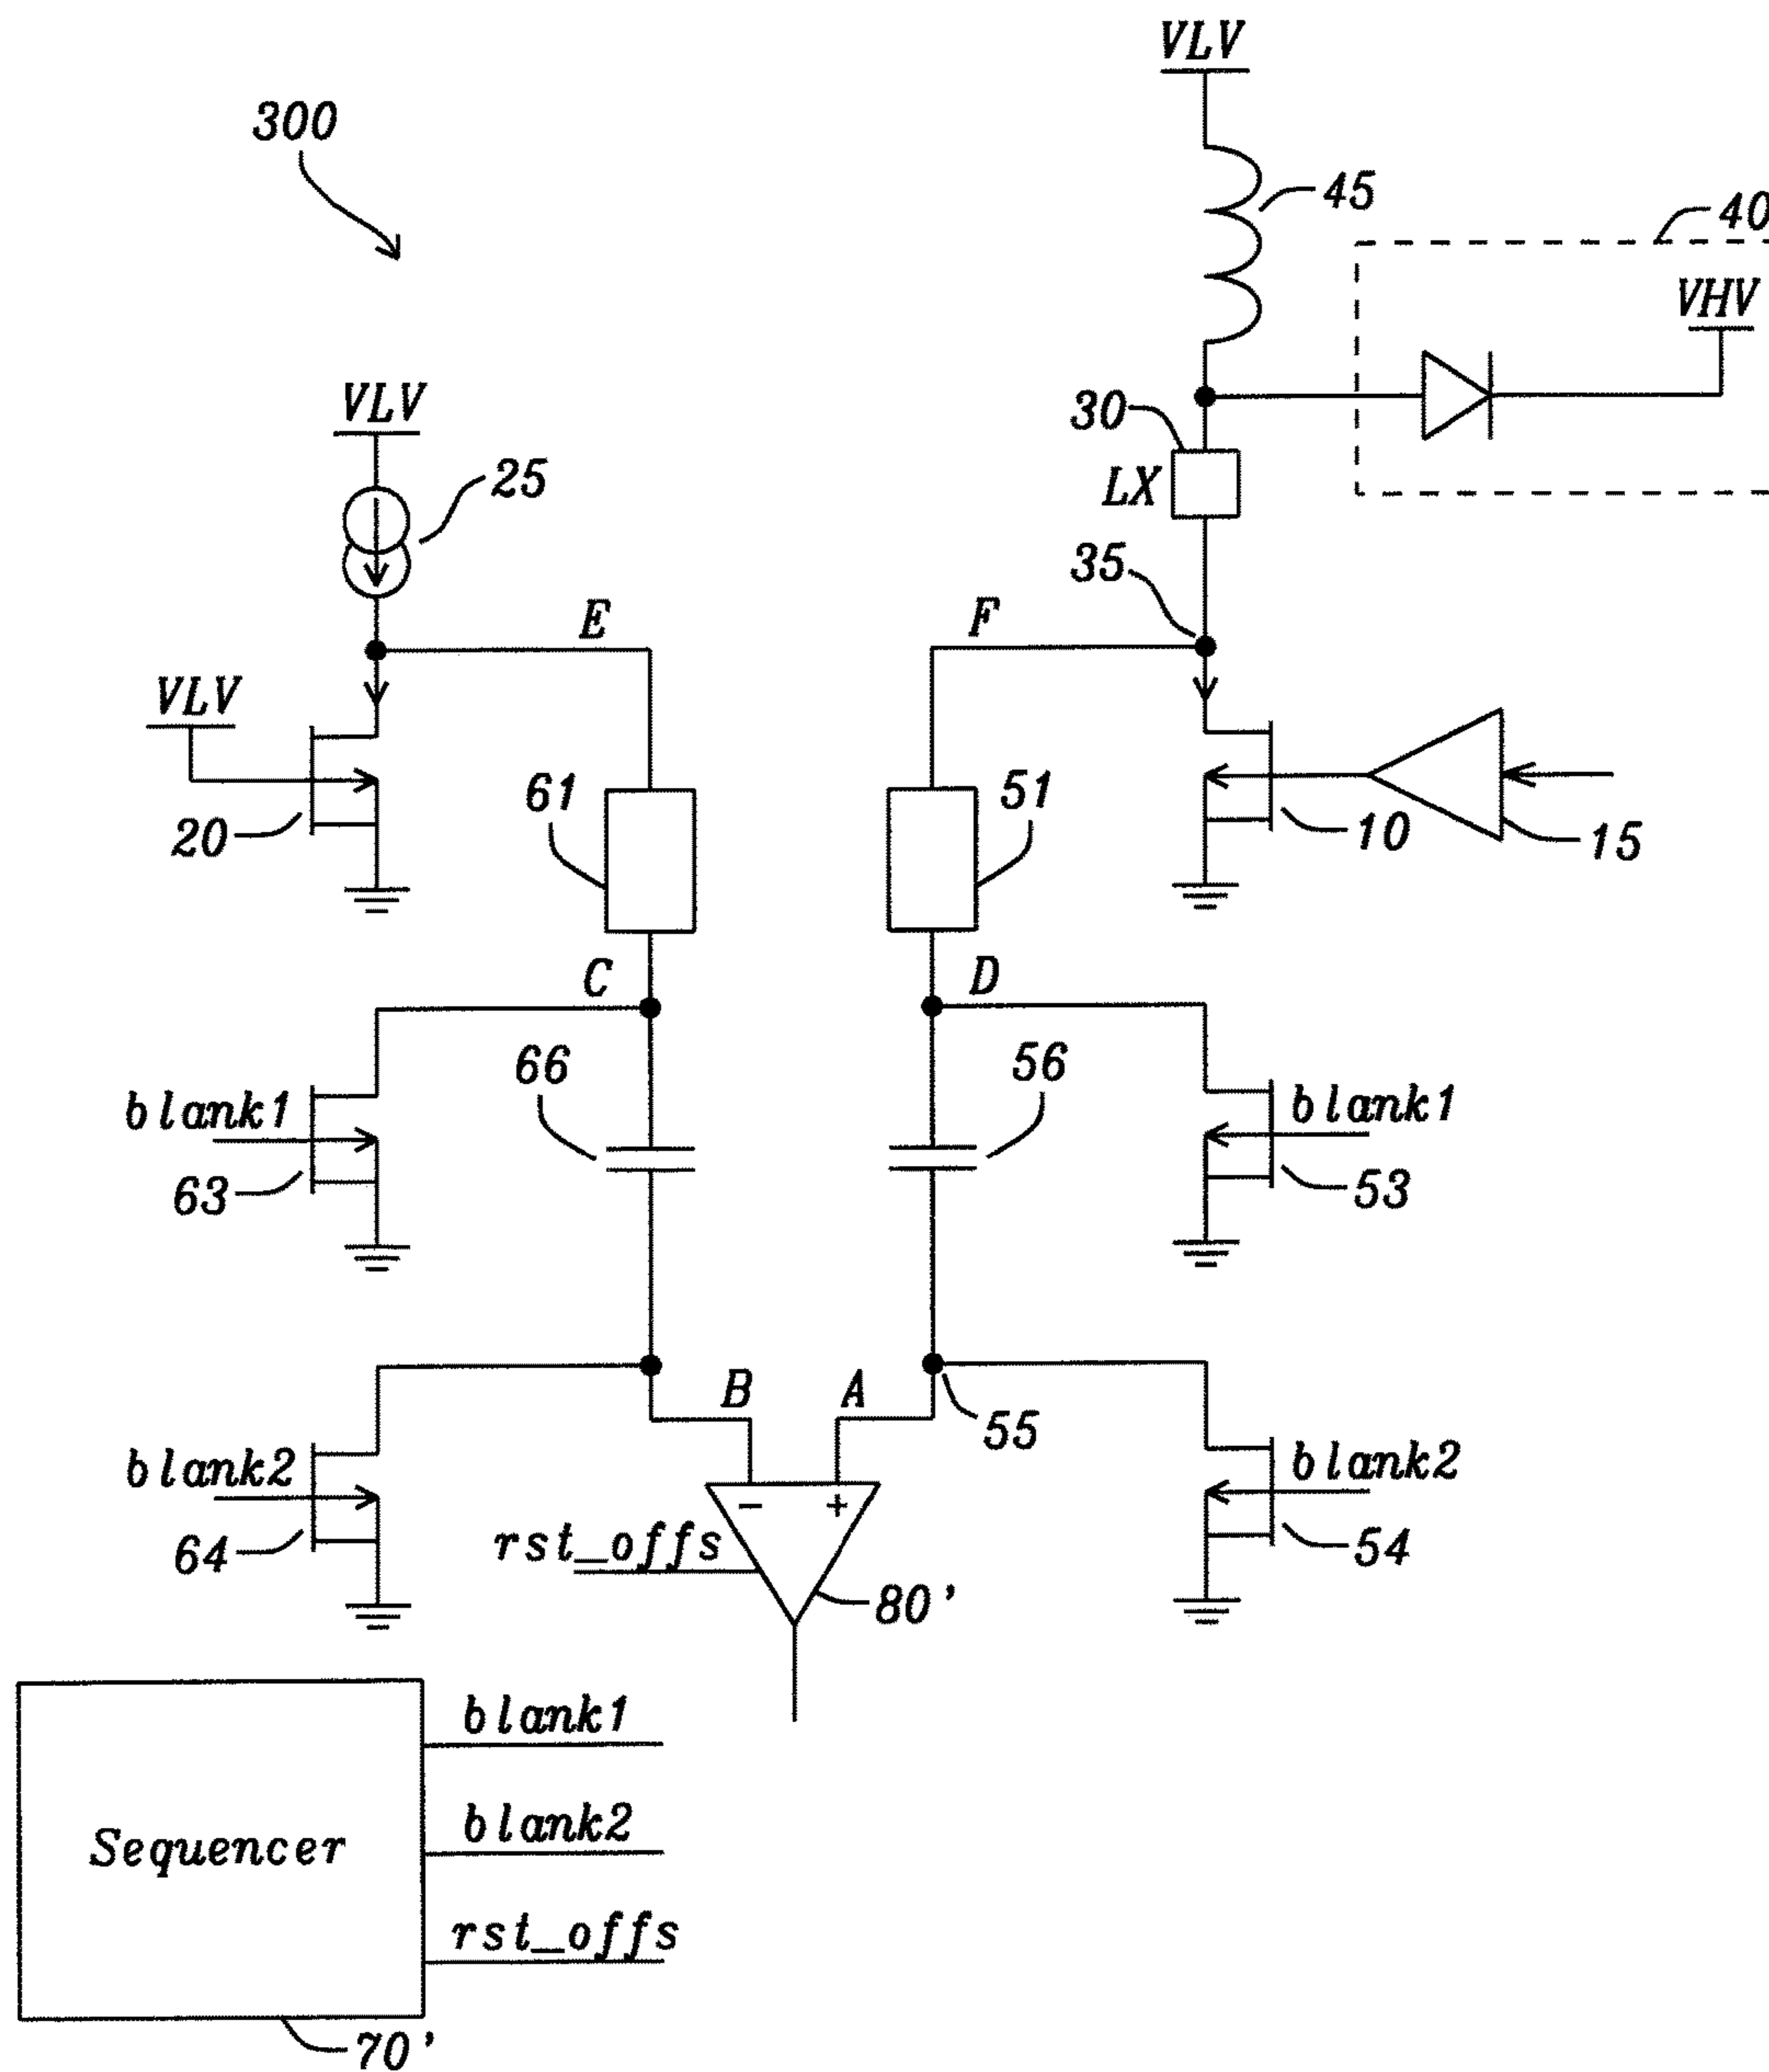 VLV
300
45
40
VHV
VLV
30
LX
25
35
E
F
VLV
61
51
20
10
15
C
D
66
56
blank1
blank1
63
53
B
A
55
blank2
blank2
- +
64
rst_offs
54
80'
blank1
blank2
Sequencer
rst_offs
70'